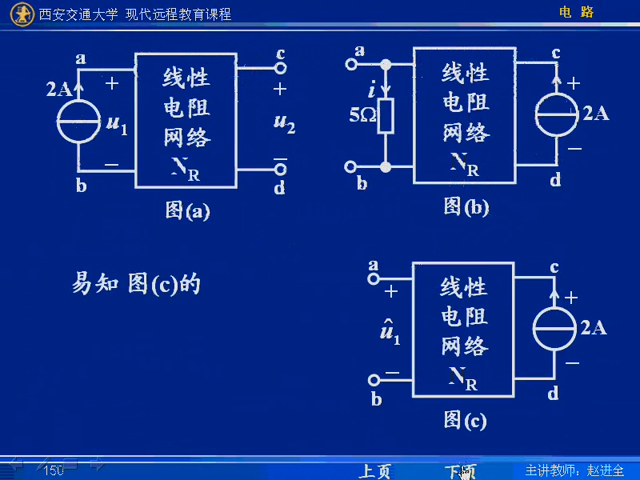 西安交通大学 现代远程教育课程
电 路
a
c
2A
+
u1
−
b
线性
电阻
网络
NR
+
u2
−
d
图(a)
a
i
5Ω
b
线性
电阻
网络
NR
c
+
2A
−
d
图(b)
易知 图(c)的
a
+
û1
−
b
线性
电阻
网络
NR
c
+
2A
−
d
图(c)
150
上页
下页
主讲教师：赵进全